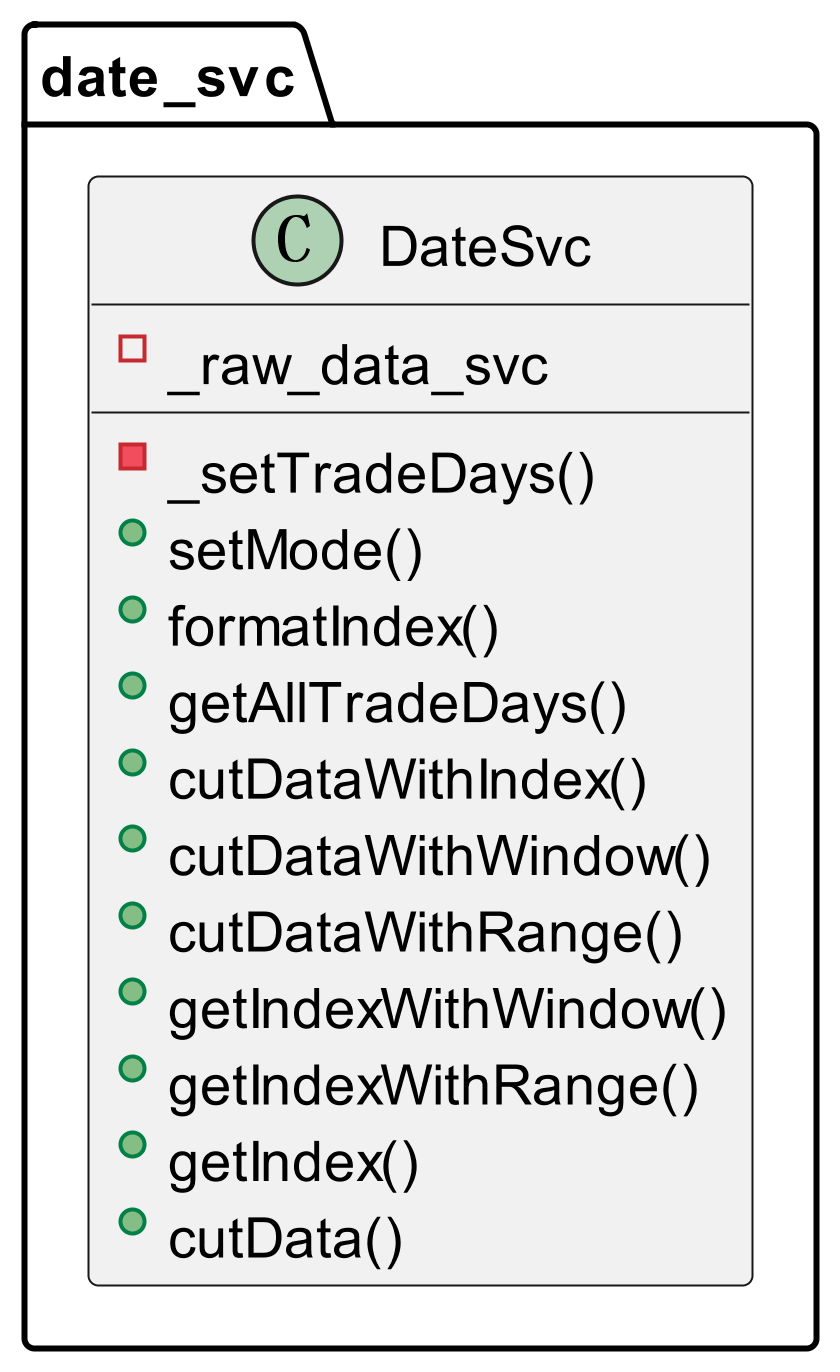 date_svc
C DateSvc
_raw_data_svc
_setTradeDays()
setMode()
formatIndex()
getAllTradeDays()
cutDataWithIndex()
cutDataWithWindow()
cutDataWithRange()
getIndexWithWindow()
getIndexWithRange()
getIndex()
cutData()